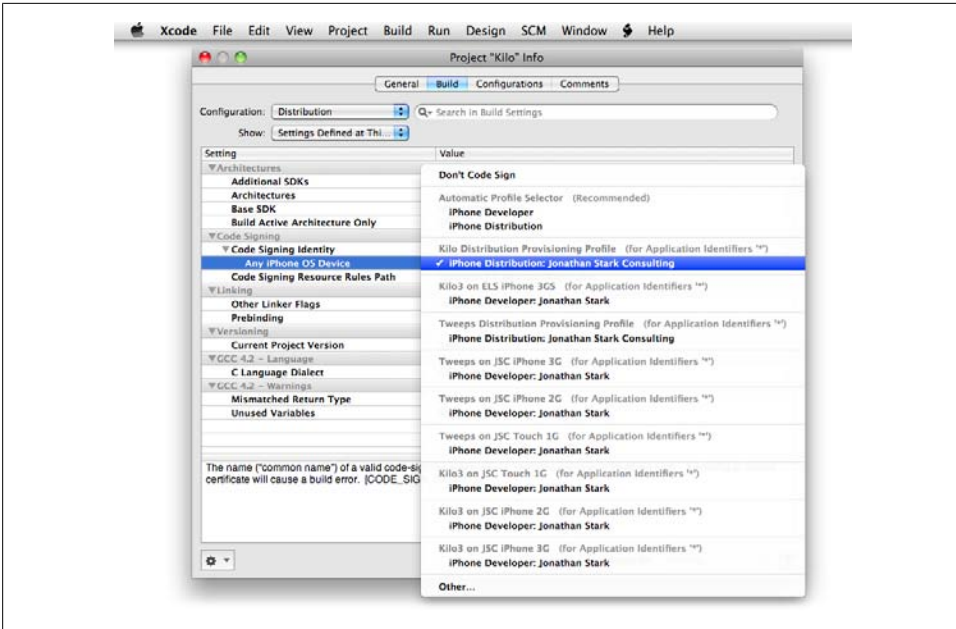 Xcode File Edit View Project Build Run Design SCM Window Help
Project "Kilo" Info
General Build Configurations Comments
Configuration: Distribution Search in Build Settings
Show: Settings Defined at Thi...
Setting Value
Architectures
Additional SDKs
Architectures
Base SDK
Build Active Architecture Only
Code Signing
Code Signing Identity
Any iPhone OS Device
Code Signing Resource Rules Path
Linking
Other Linker Flags
Prebinding
Versioning
Current Project Version
GCC 4.2 – Language
C Language Dialect
GCC 4.2 – Warnings
Mismatched Return Type
Unused Variables
The name ("common name") of a valid code-sig
certificate will cause a build error. [CODE_SIG
Don't Code Sign
Automatic Profile Selector (Recommended)
iPhone Developer
iPhone Distribution
Kilo Distribution Provisioning Profile (for Application Identifiers '*')
✓ iPhone Distribution: Jonathan Stark Consulting
Kilo3 on ELS iPhone 3GS (for Application Identifiers '*')
iPhone Developer: Jonathan Stark
Tweeps Distribution Provisioning Profile (for Application Identifiers '*')
iPhone Distribution: Jonathan Stark Consulting
Tweeps on JSC iPhone 3G (for Application Identifiers '*')
iPhone Developer: Jonathan Stark
Tweeps on JSC iPhone 2G (for Application Identifiers '*')
iPhone Developer: Jonathan Stark
Tweeps on JSC Touch 1G (for Application Identifiers '*')
iPhone Developer: Jonathan Stark
Kilo3 on JSC Touch 1G (for Application Identifiers '*')
iPhone Developer: Jonathan Stark
Kilo3 on JSC iPhone 2G (for Application Identifiers '*')
iPhone Developer: Jonathan Stark
Kilo3 on JSC iPhone 3G (for Application Identifiers '*')
iPhone Developer: Jonathan Stark
Other...